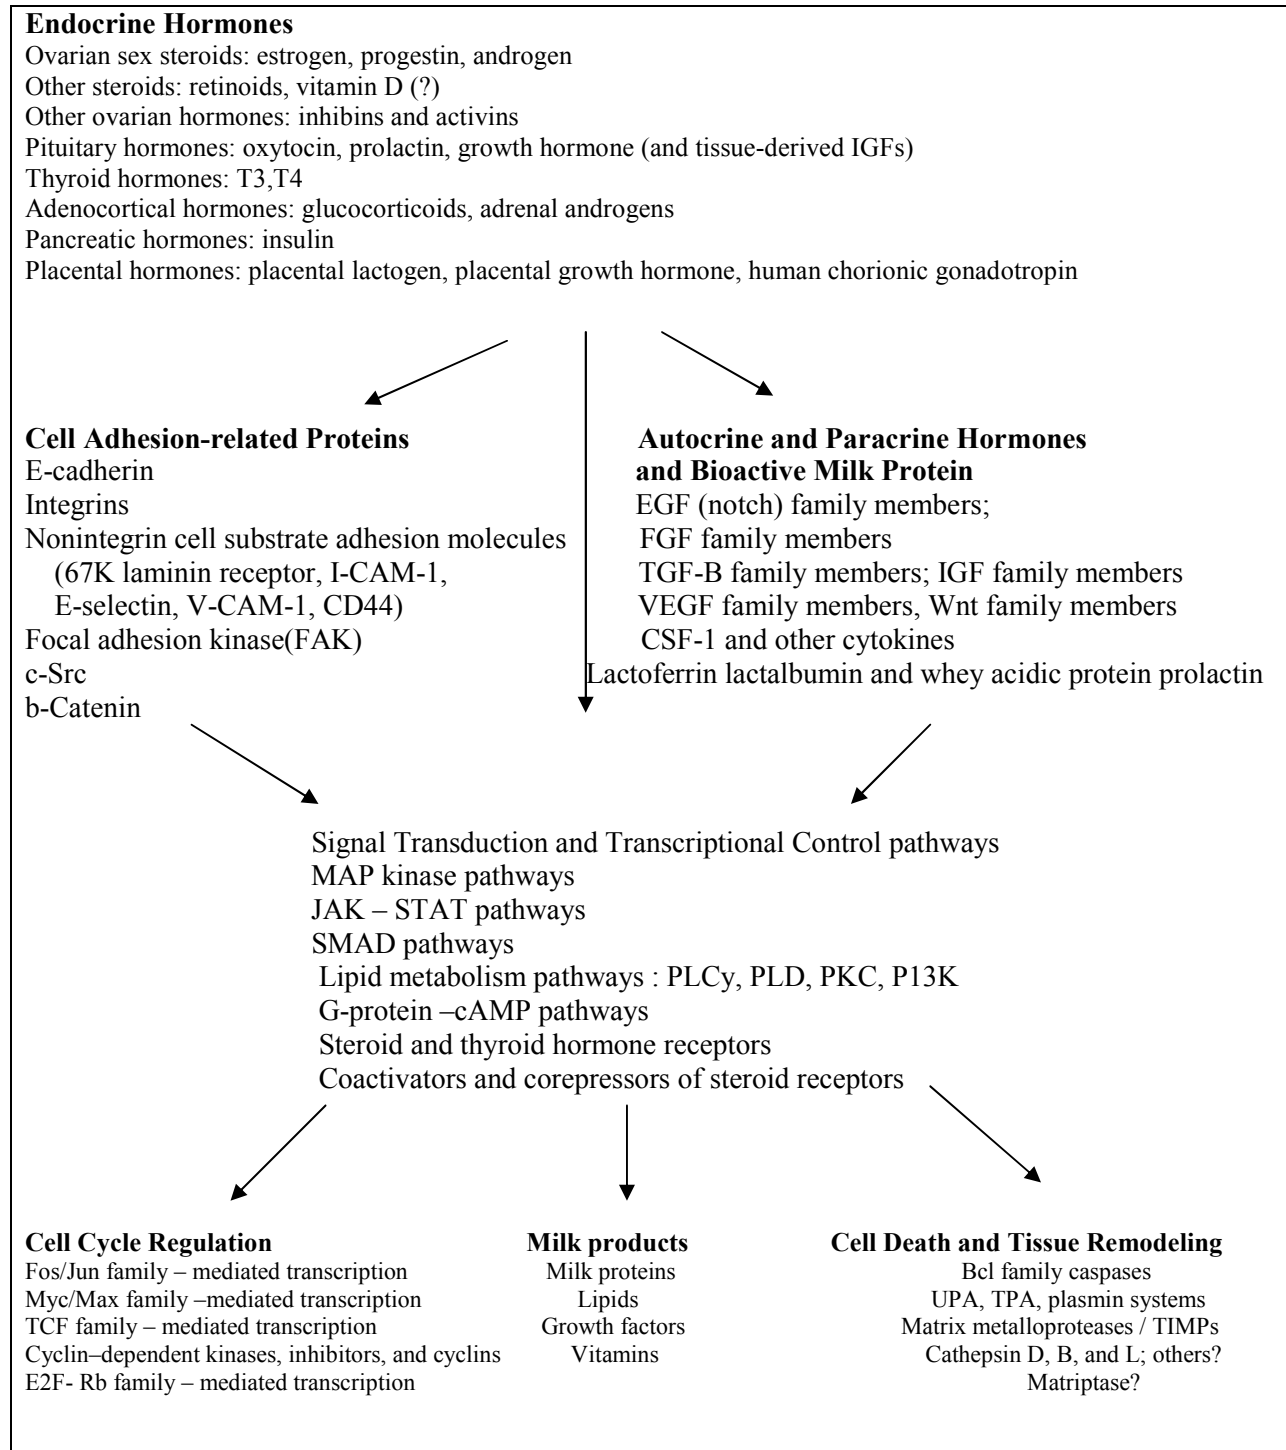 Endocrine Hormones
Ovarian sex steroids: estrogen, progestin, androgen
Other steroids: retinoids, vitamin D (?)
Other ovarian hormones: inhibins and activins
Pituitary hormones: oxytocin, prolactin, growth hormone (and tissue-derived IGFs)
Thyroid hormones: T3,T4
Adenocortical hormones: glucocorticoids, adrenal androgens
Pancreatic hormones: insulin
Placental hormones: placental lactogen, placental growth hormone, human chorionic gonadotropin
Cell Adhesion-related Proteins
E-cadherin
Integrins
Nonintegrin cell substrate adhesion molecules
(67K laminin receptor, I-CAM-1,
E-selectin, V-CAM-1, CD44)
Focal adhesion kinase(FAK)
c-Src
b-Catenin
Autocrine and Paracrine Hormones
and Bioactive Milk Protein
EGF (notch) family members;
FGF family members
TGF-B family members; IGF family members
VEGF family members, Wnt family members
CSF-1 and other cytokines
Lactoferrin lactalbumin and whey acidic protein prolactin
Signal Transduction and Transcriptional Control pathways
MAP kinase pathways
JAK – STAT pathways
SMAD pathways
Lipid metabolism pathways : PLCy, PLD, PKC, P13K
G-protein –cAMP pathways
Steroid and thyroid hormone receptors
Coactivators and corepressors of steroid receptors
Cell Cycle Regulation
Fos/Jun family – mediated transcription
Myc/Max family –mediated transcription
TCF family – mediated transcription
Cyclin–dependent kinases, inhibitors, and cyclins
E2F- Rb family – mediated transcription
Milk products
Milk proteins
Lipids
Growth factors
Vitamins
Cell Death and Tissue Remodeling
Bcl family caspases
UPA, TPA, plasmin systems
Matrix metalloproteases / TIMPs
Cathepsin D, B, and L; others?
Matriptase?